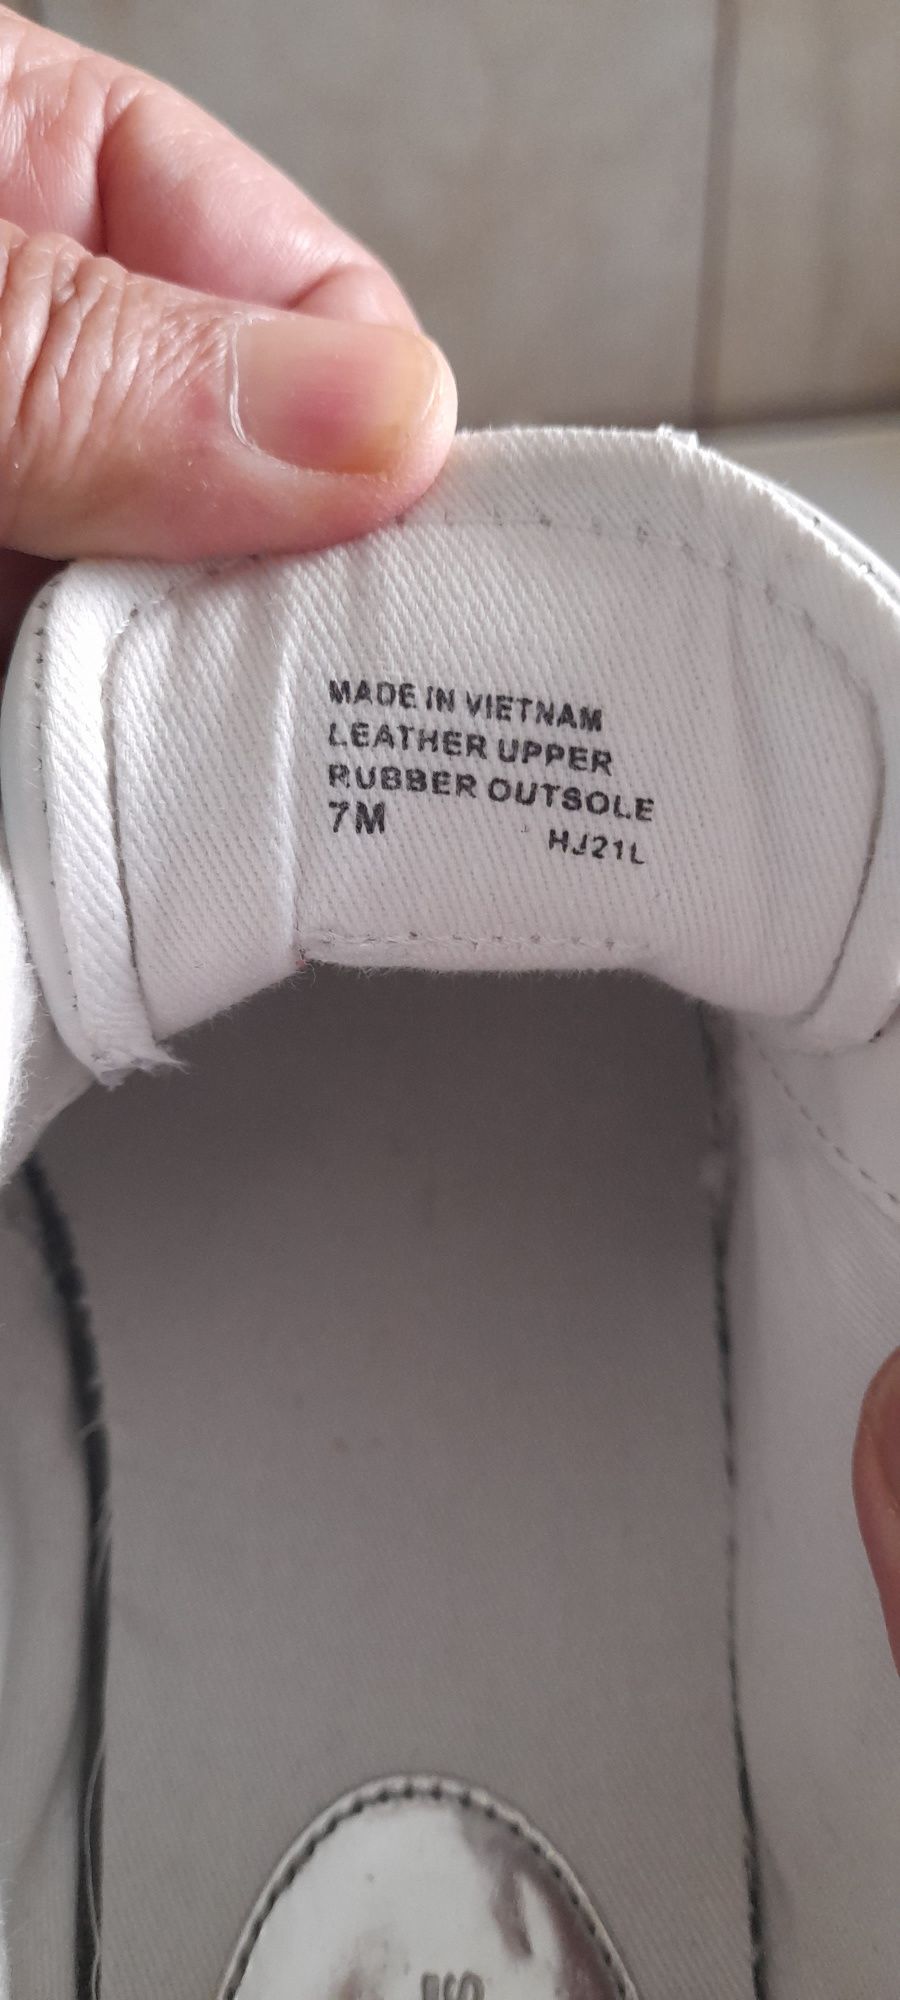 MADE IN VIETNAM
LEATHER UPPER
RUBBER OUTSOLE
7M HJ21L